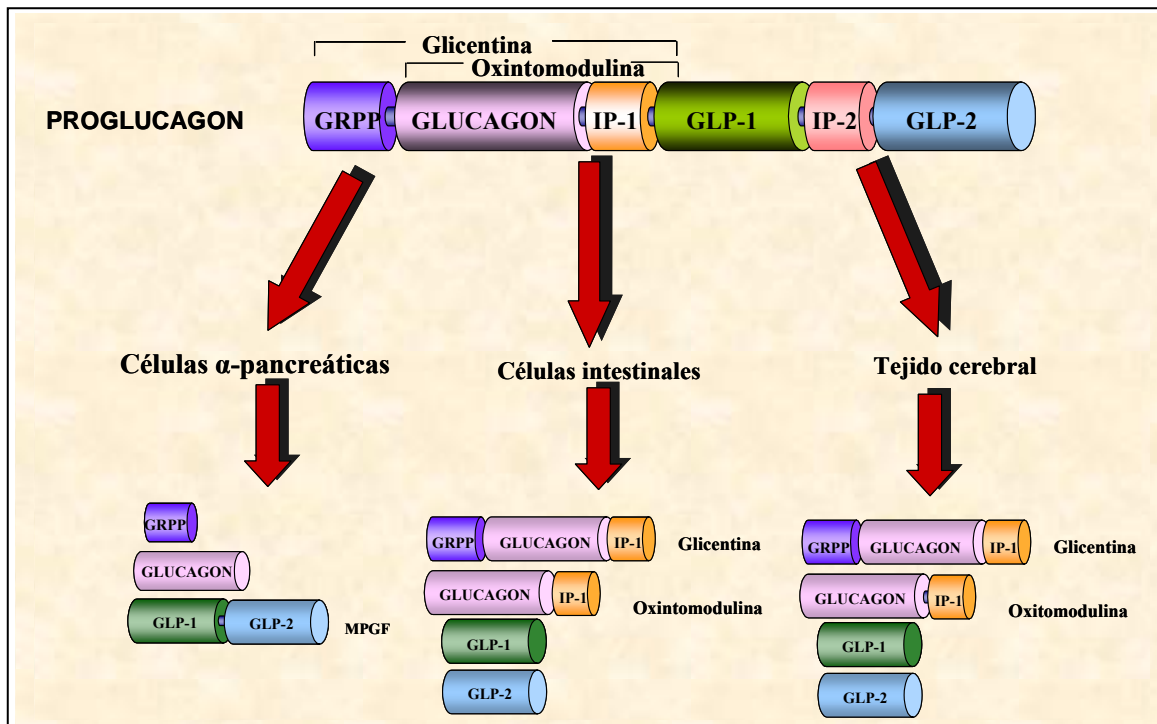 Glicentina
Oxintomodulina
PROGLUCAGON
GRPP GLUCAGON IP-1 GLP-1 IP-2 GLP-2
Células α-pancreáticas
Células intestinales
Tejido cerebral
GRPP
GLUCAGON
GLP-1 GLP-2 MPGF
GRPP GLUCAGON IP-1 Glicentina
GLUCAGON IP-1 Oxintomodulina
GLP-1
GLP-2
GRPP GLUCAGON IP-1 Glicentina
GLUCAGON IP-1 Oxitomodulina
GLP-1
GLP-2